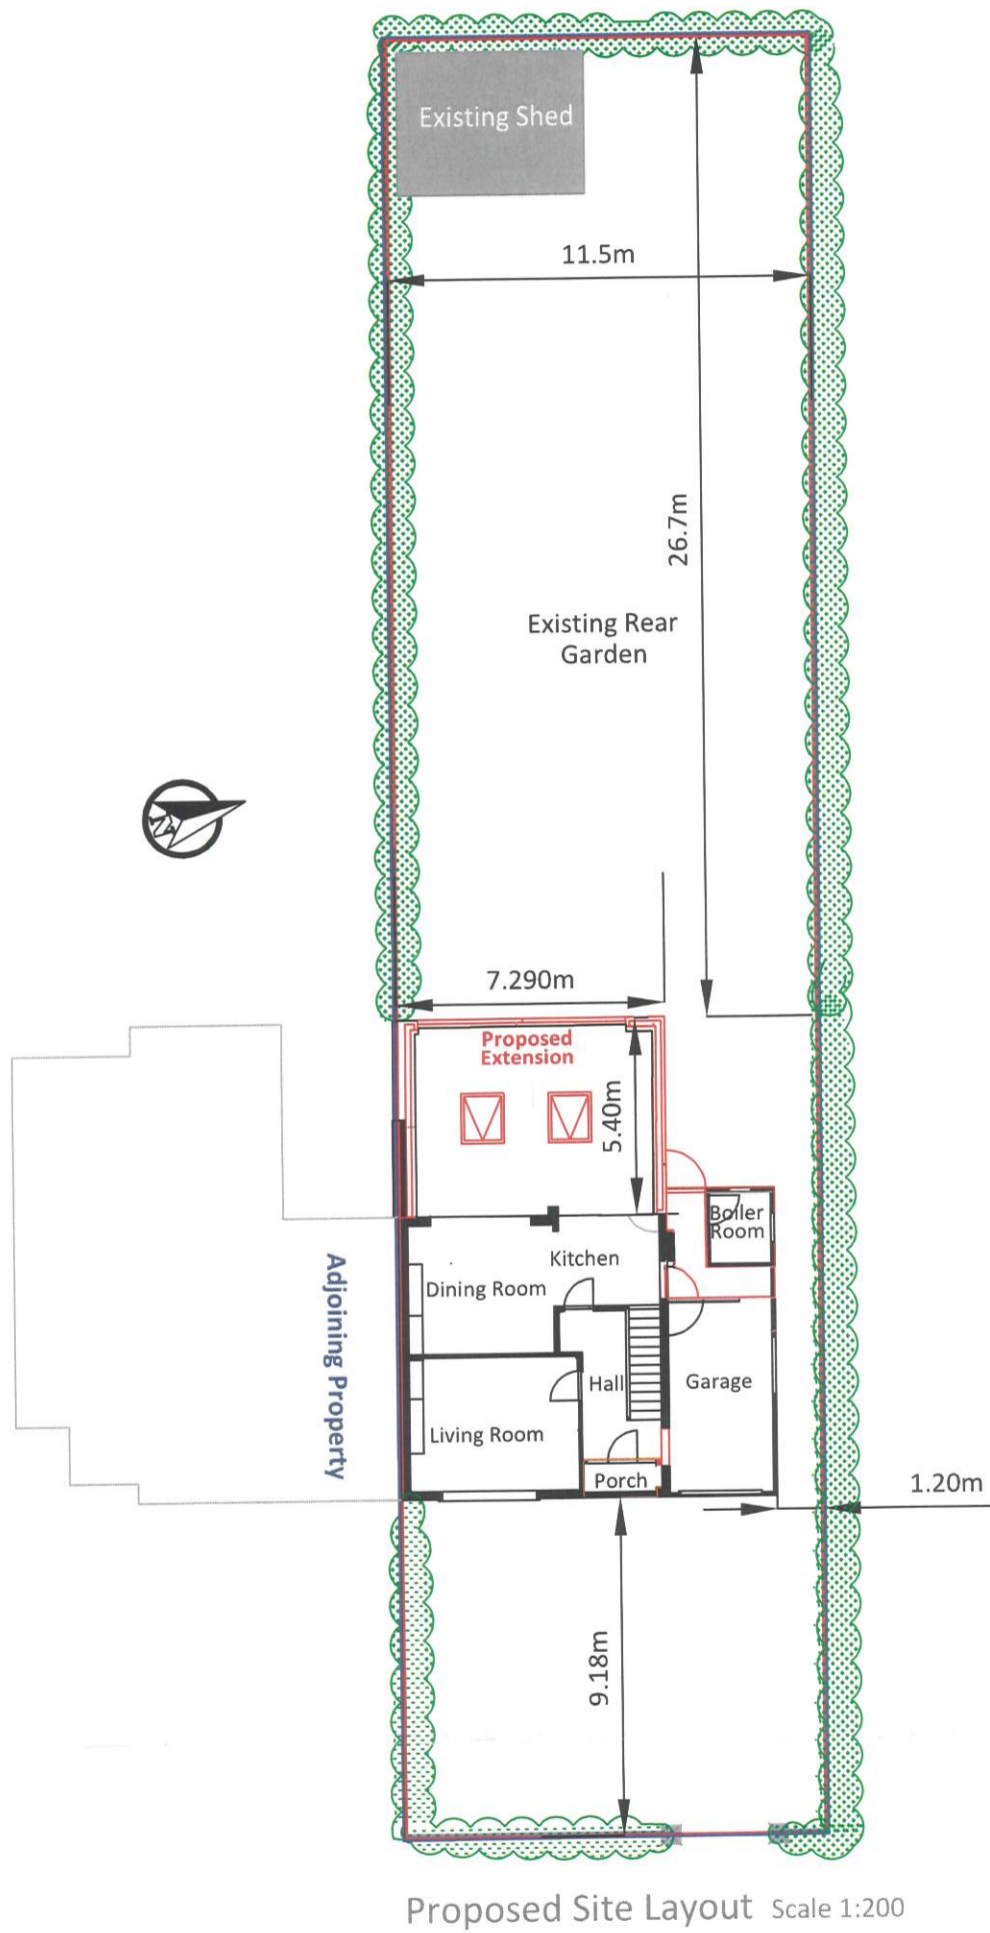 Existing Shed
11.5m
26.7m
Existing Rear
Garden
N
7.290m
Proposed
Extension
5.40m
Boiler
Room
Kitchen
Dining Room
Adjoining Property
Hall
Garage
Living Room
Porch
1.20m
9.18m
Proposed Site Layout Scale 1:200